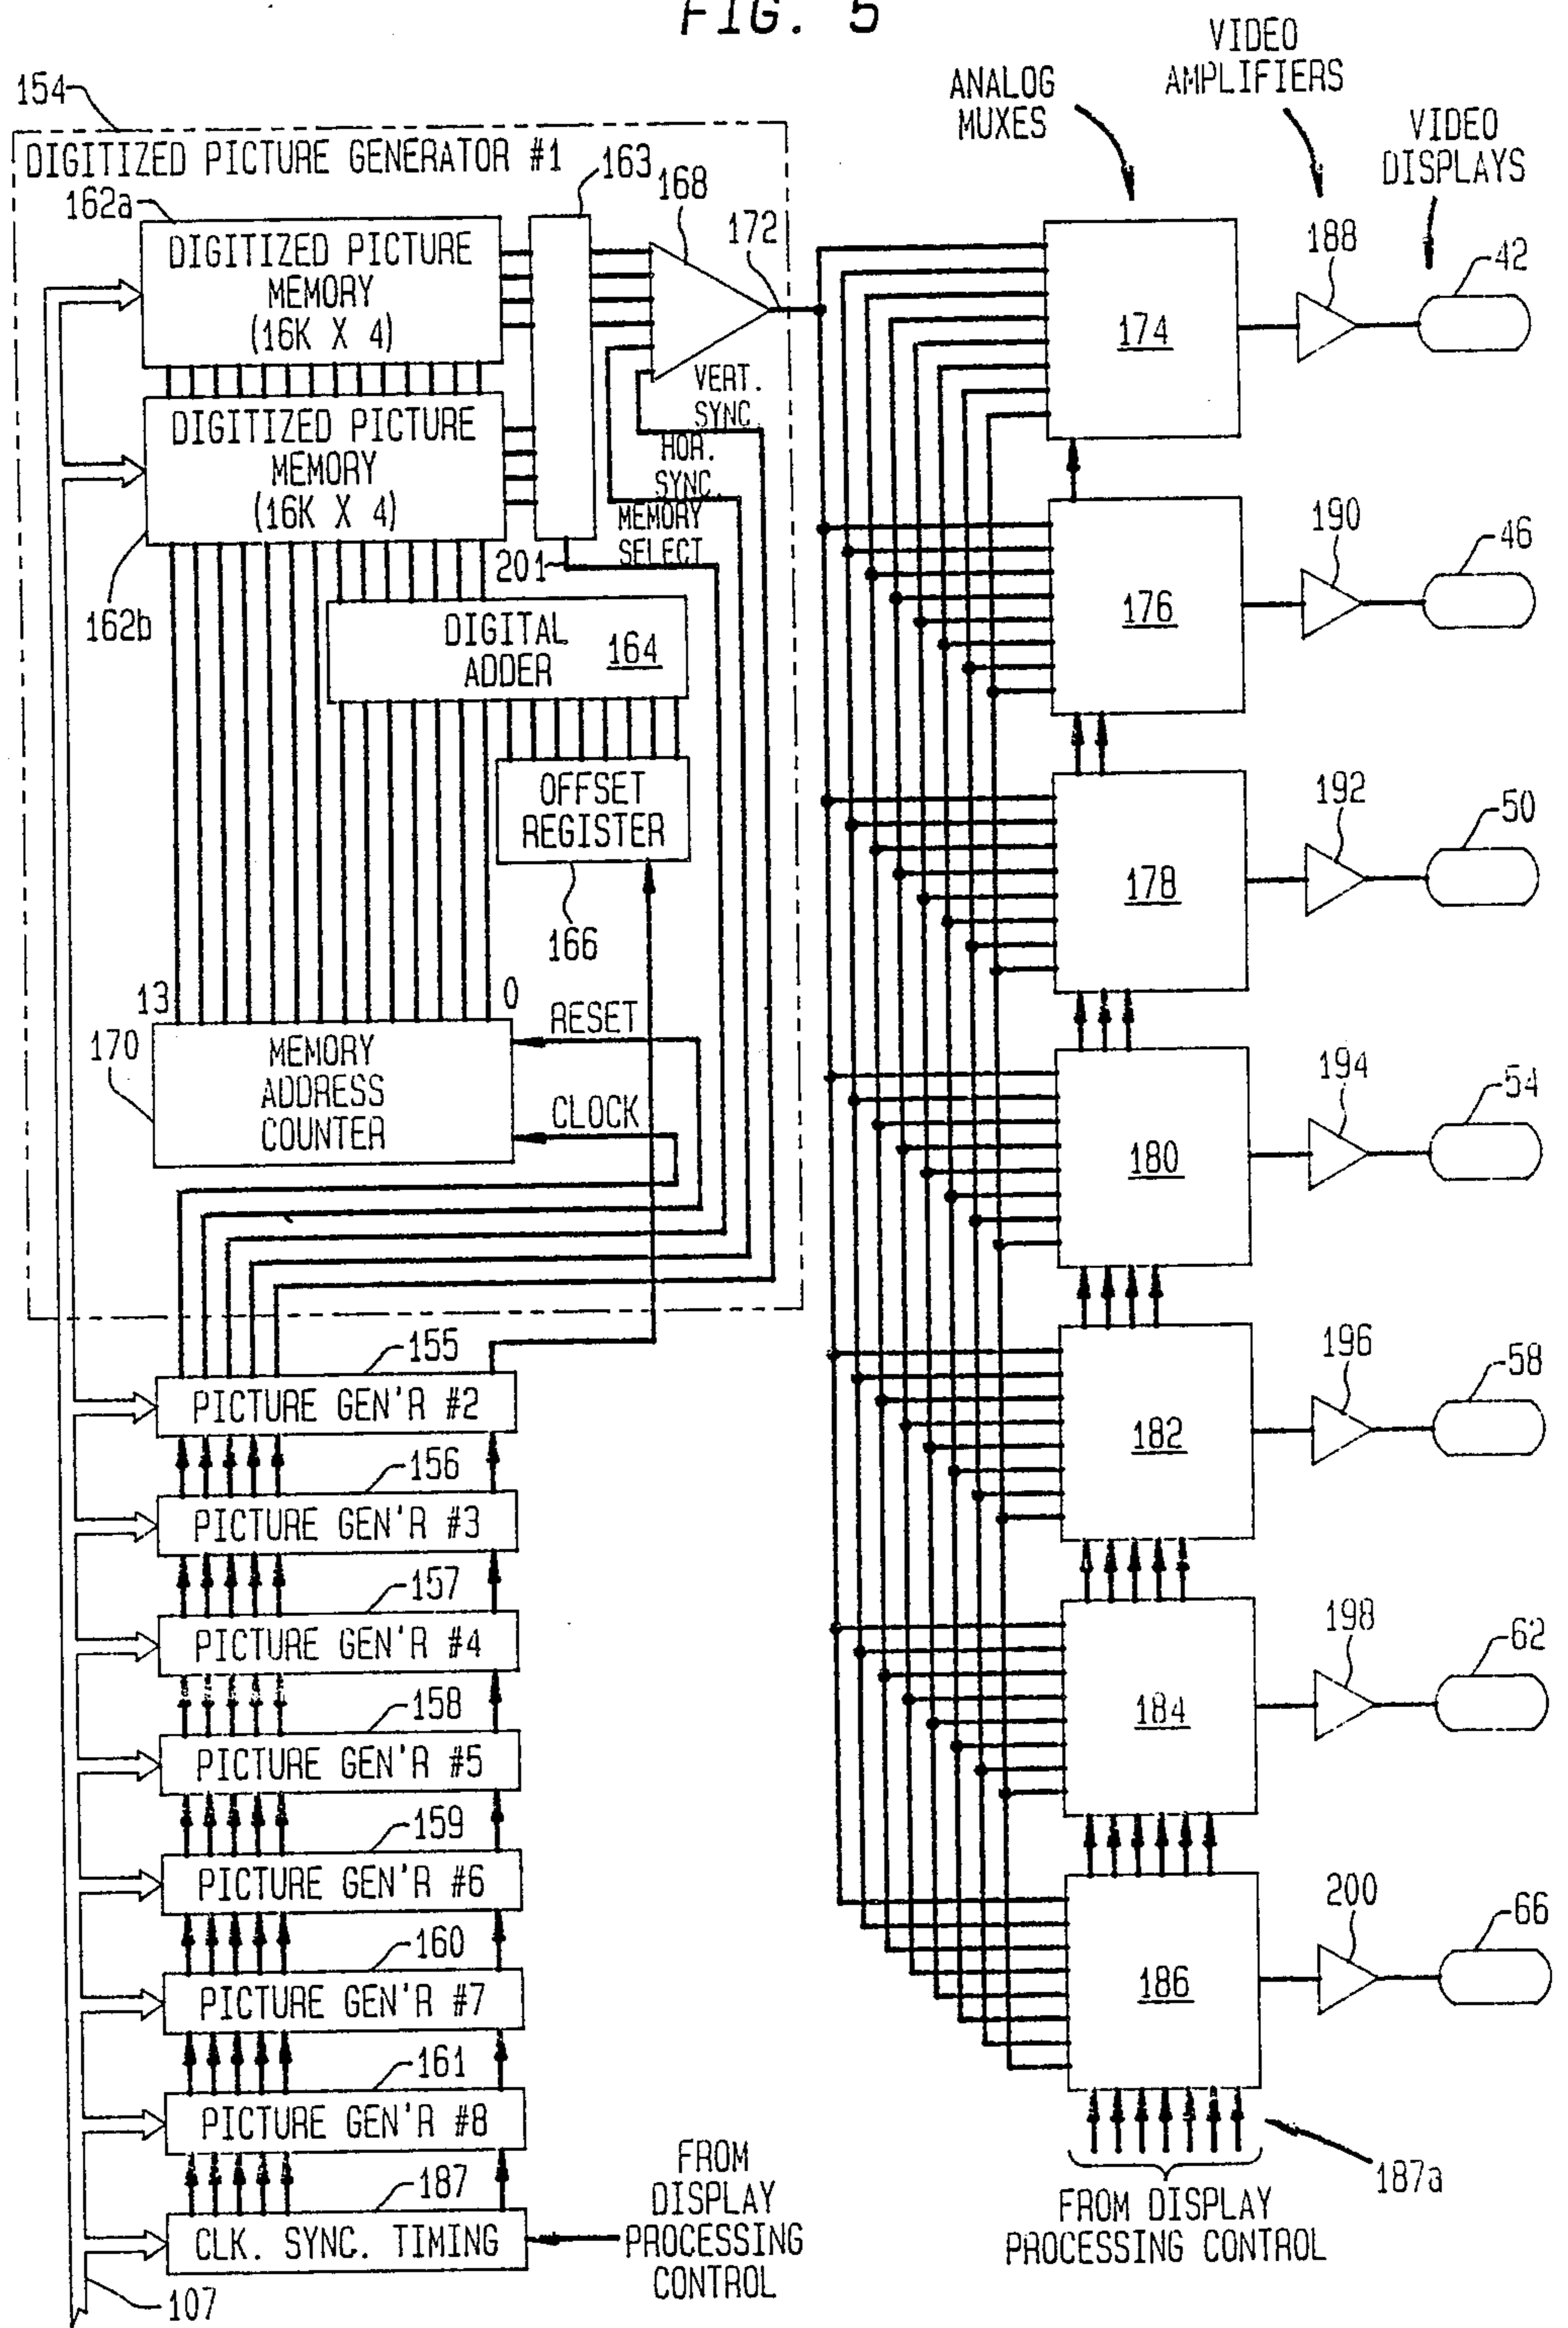 FIG. 5
154
DIGITIZED PICTURE GENERATOR #1
162a
DIGITIZED PICTURE
MEMORY
(16K X 4)
163
168
172
DIGITIZED PICTURE
MEMORY
(16K X 4)
162b
VERT.
SYNC.
HOR.
SYNC.
MEMORY
SELECT
201
DIGITAL
ADDER
164
OFFSET
REGISTER
166
13
0
170
MEMORY
ADDRESS
COUNTER
RESET
CLOCK
155
PICTURE GEN'R #2
156
PICTURE GEN'R #3
157
PICTURE GEN'R #4
158
PICTURE GEN'R #5
159
PICTURE GEN'R #6
160
PICTURE GEN'R #7
161
PICTURE GEN'R #8
187
CLK. SYNC. TIMING
107
FROM
DISPLAY
PROCESSING
CONTROL
ANALOG
MUXES
VIDEO
AMPLIFIERS
VIDEO
DISPLAYS
174
188
42
176
190
46
178
192
50
180
194
54
182
196
58
184
198
62
186
200
66
187a
FROM DISPLAY
PROCESSING CONTROL